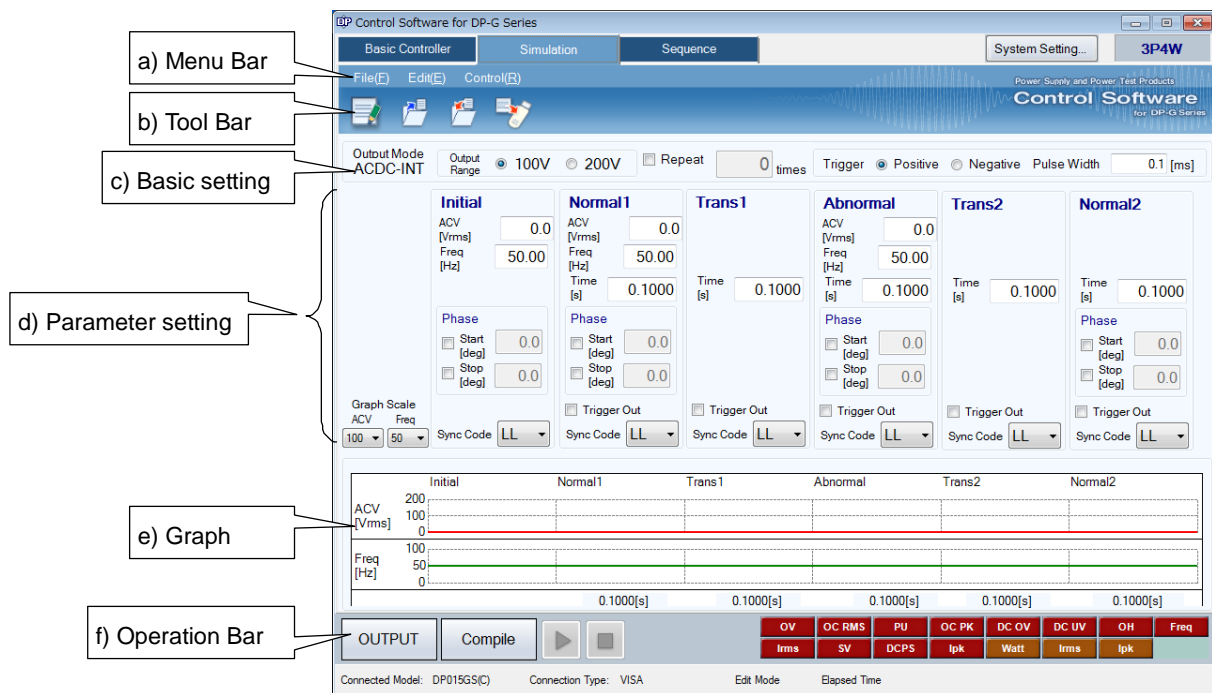 DP Control Software for DP-G Series
Basic Controller Simulation Sequence System Setting... 3P4W
a) Menu Bar
File(F) Edit(E) Control(R)
Power Supply and Power Test Products
Control Software
for DP-G Series
b) Tool Bar
c) Basic setting
Output Mode
ACDC-INT
Output
Range
100V 200V Repeat 0 times Trigger Positive Negative Pulse Width 0.1 [ms]
d) Parameter setting
Initial
ACV
[Vrms]
0.0
Freq
[Hz]
50.00
Phase
Start
[deg]
0.0
Stop
[deg]
0.0
Sync Code LL
Normal1
ACV
[Vrms]
0.0
Freq
[Hz]
50.00
Time
[s]
0.1000
Phase
Start
[deg]
0.0
Stop
[deg]
0.0
Trigger Out
Sync Code LL
Trans1
Time
[s]
0.1000
Trigger Out
Sync Code LL
Abnormal
ACV
[Vrms]
0.0
Freq
[Hz]
50.00
Time
[s]
0.1000
Phase
Start
[deg]
0.0
Stop
[deg]
0.0
Trigger Out
Sync Code LL
Trans2
Time
[s]
0.1000
Trigger Out
Sync Code LL
Normal2
Time
[s]
0.1000
Phase
Start
[deg]
0.0
Stop
[deg]
0.0
Trigger Out
Sync Code LL
Graph Scale
ACV Freq
100 50
e) Graph
Initial Normal1 Trans1 Abnormal Trans2 Normal2
ACV
[Vrms]
200
100
0
Freq
[Hz]
100
50
0
0.1000[s] 0.1000[s] 0.1000[s] 0.1000[s] 0.1000[s]
f) Operation Bar
OUTPUT Compile
OV OC RMS PU OC PK DC OV DC UV OH Freq
Irms SV DCPS Ipk Watt Irms Ipk
Connected Model: DP015GS(C) Connection Type: VISA Edit Mode Elapsed Time